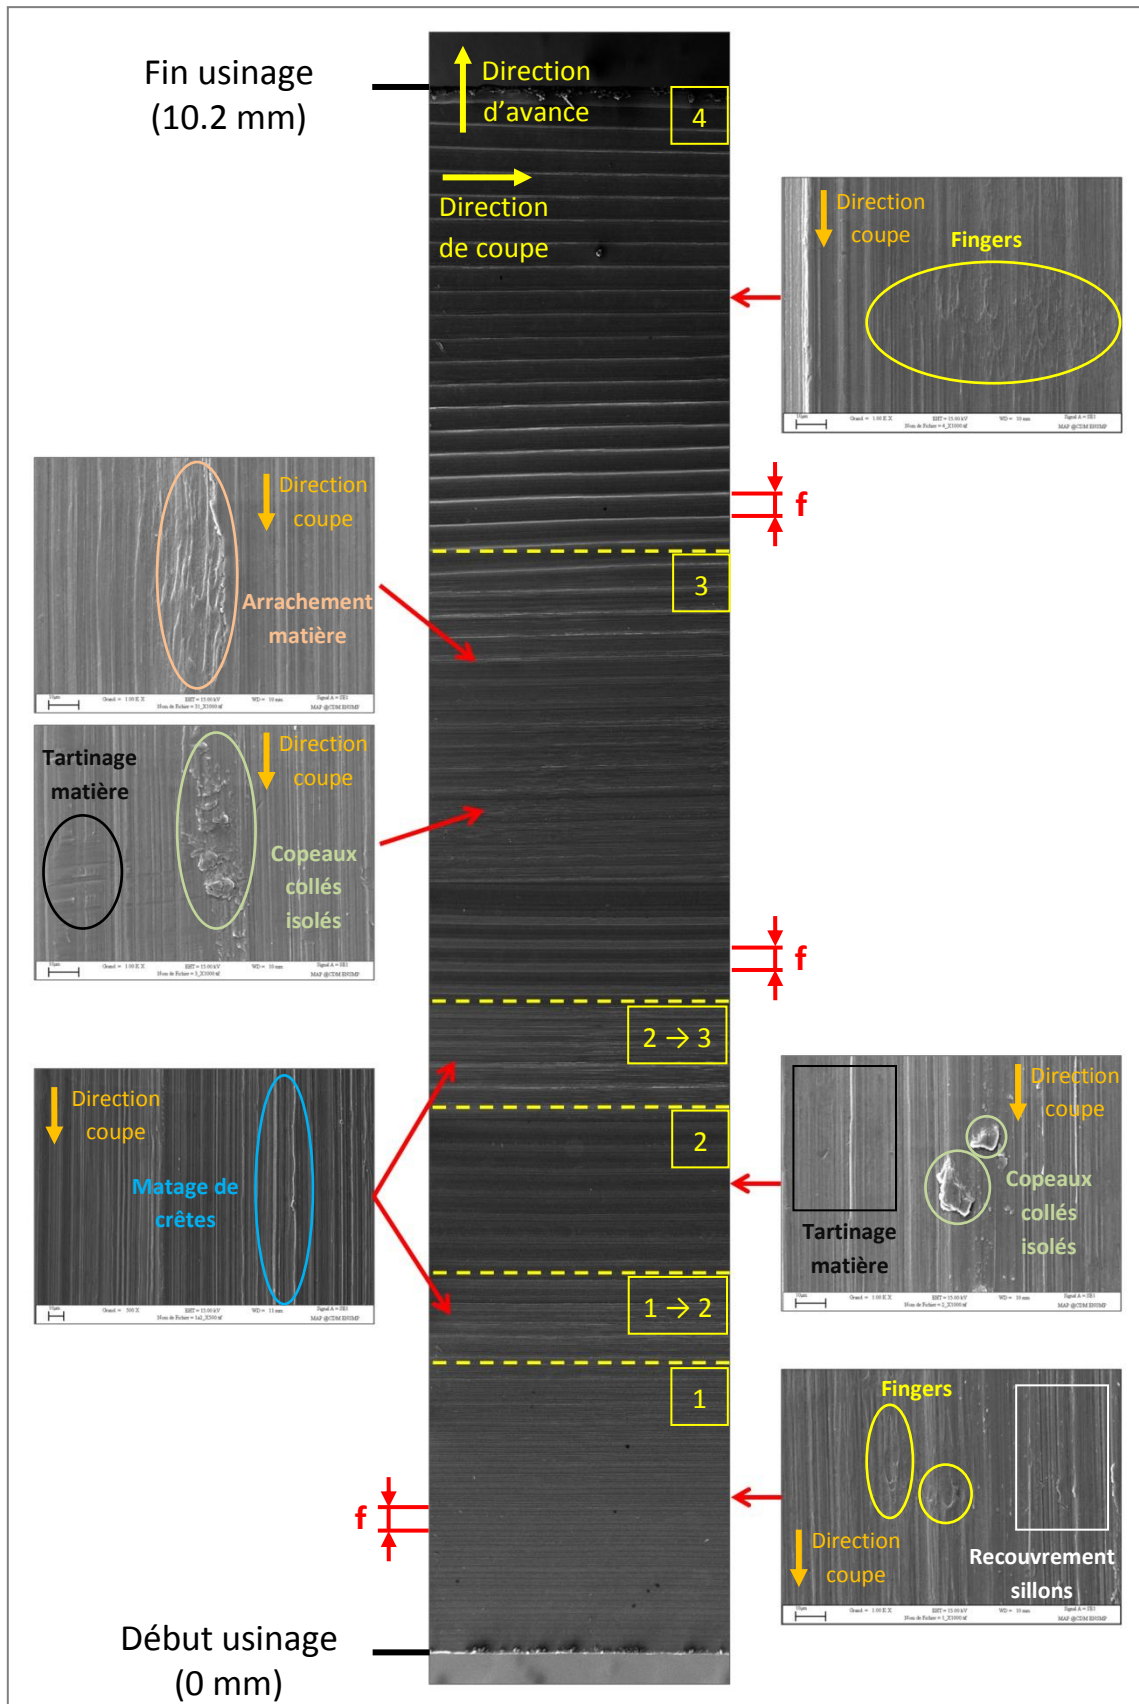 Fin usinage
(10.2 mm)
Direction
d'avance
4
Direction
de coupe
Direction
coupe
Fingers
f
3
Direction
coupe
Arrachement
matière
Tartinage
matière
Direction
coupe
Copeaux
collés
isolés
f
2 → 3
Direction
coupe
Matage de
crêtes
2
Direction
coupe
Copeaux
collés
isolés
Tartinage
matière
1 → 2
1
Fingers
f
Direction
coupe
Recouvrement
sillons
Début usinage
(0 mm)